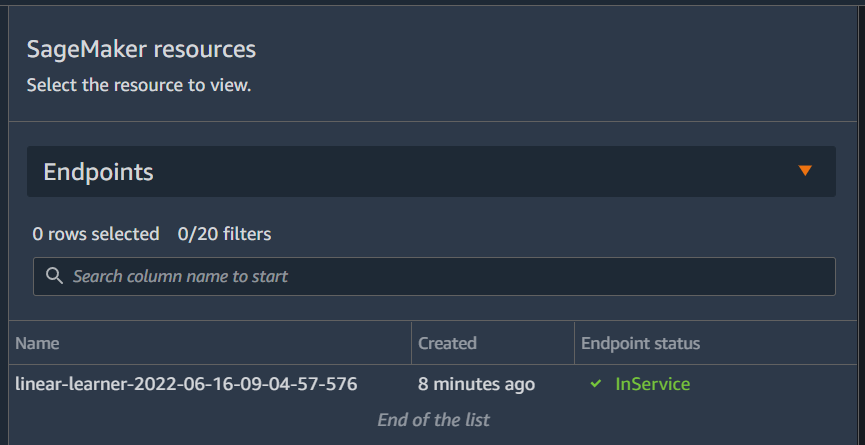 SageMaker resources
Select the resource to view.
Endpoints
0 rows selected 0/20 filters
Search column name to start
Name Created Endpoint status
linear-learner-2022-06-16-09-04-57-576 8 minutes ago InService
End of the list